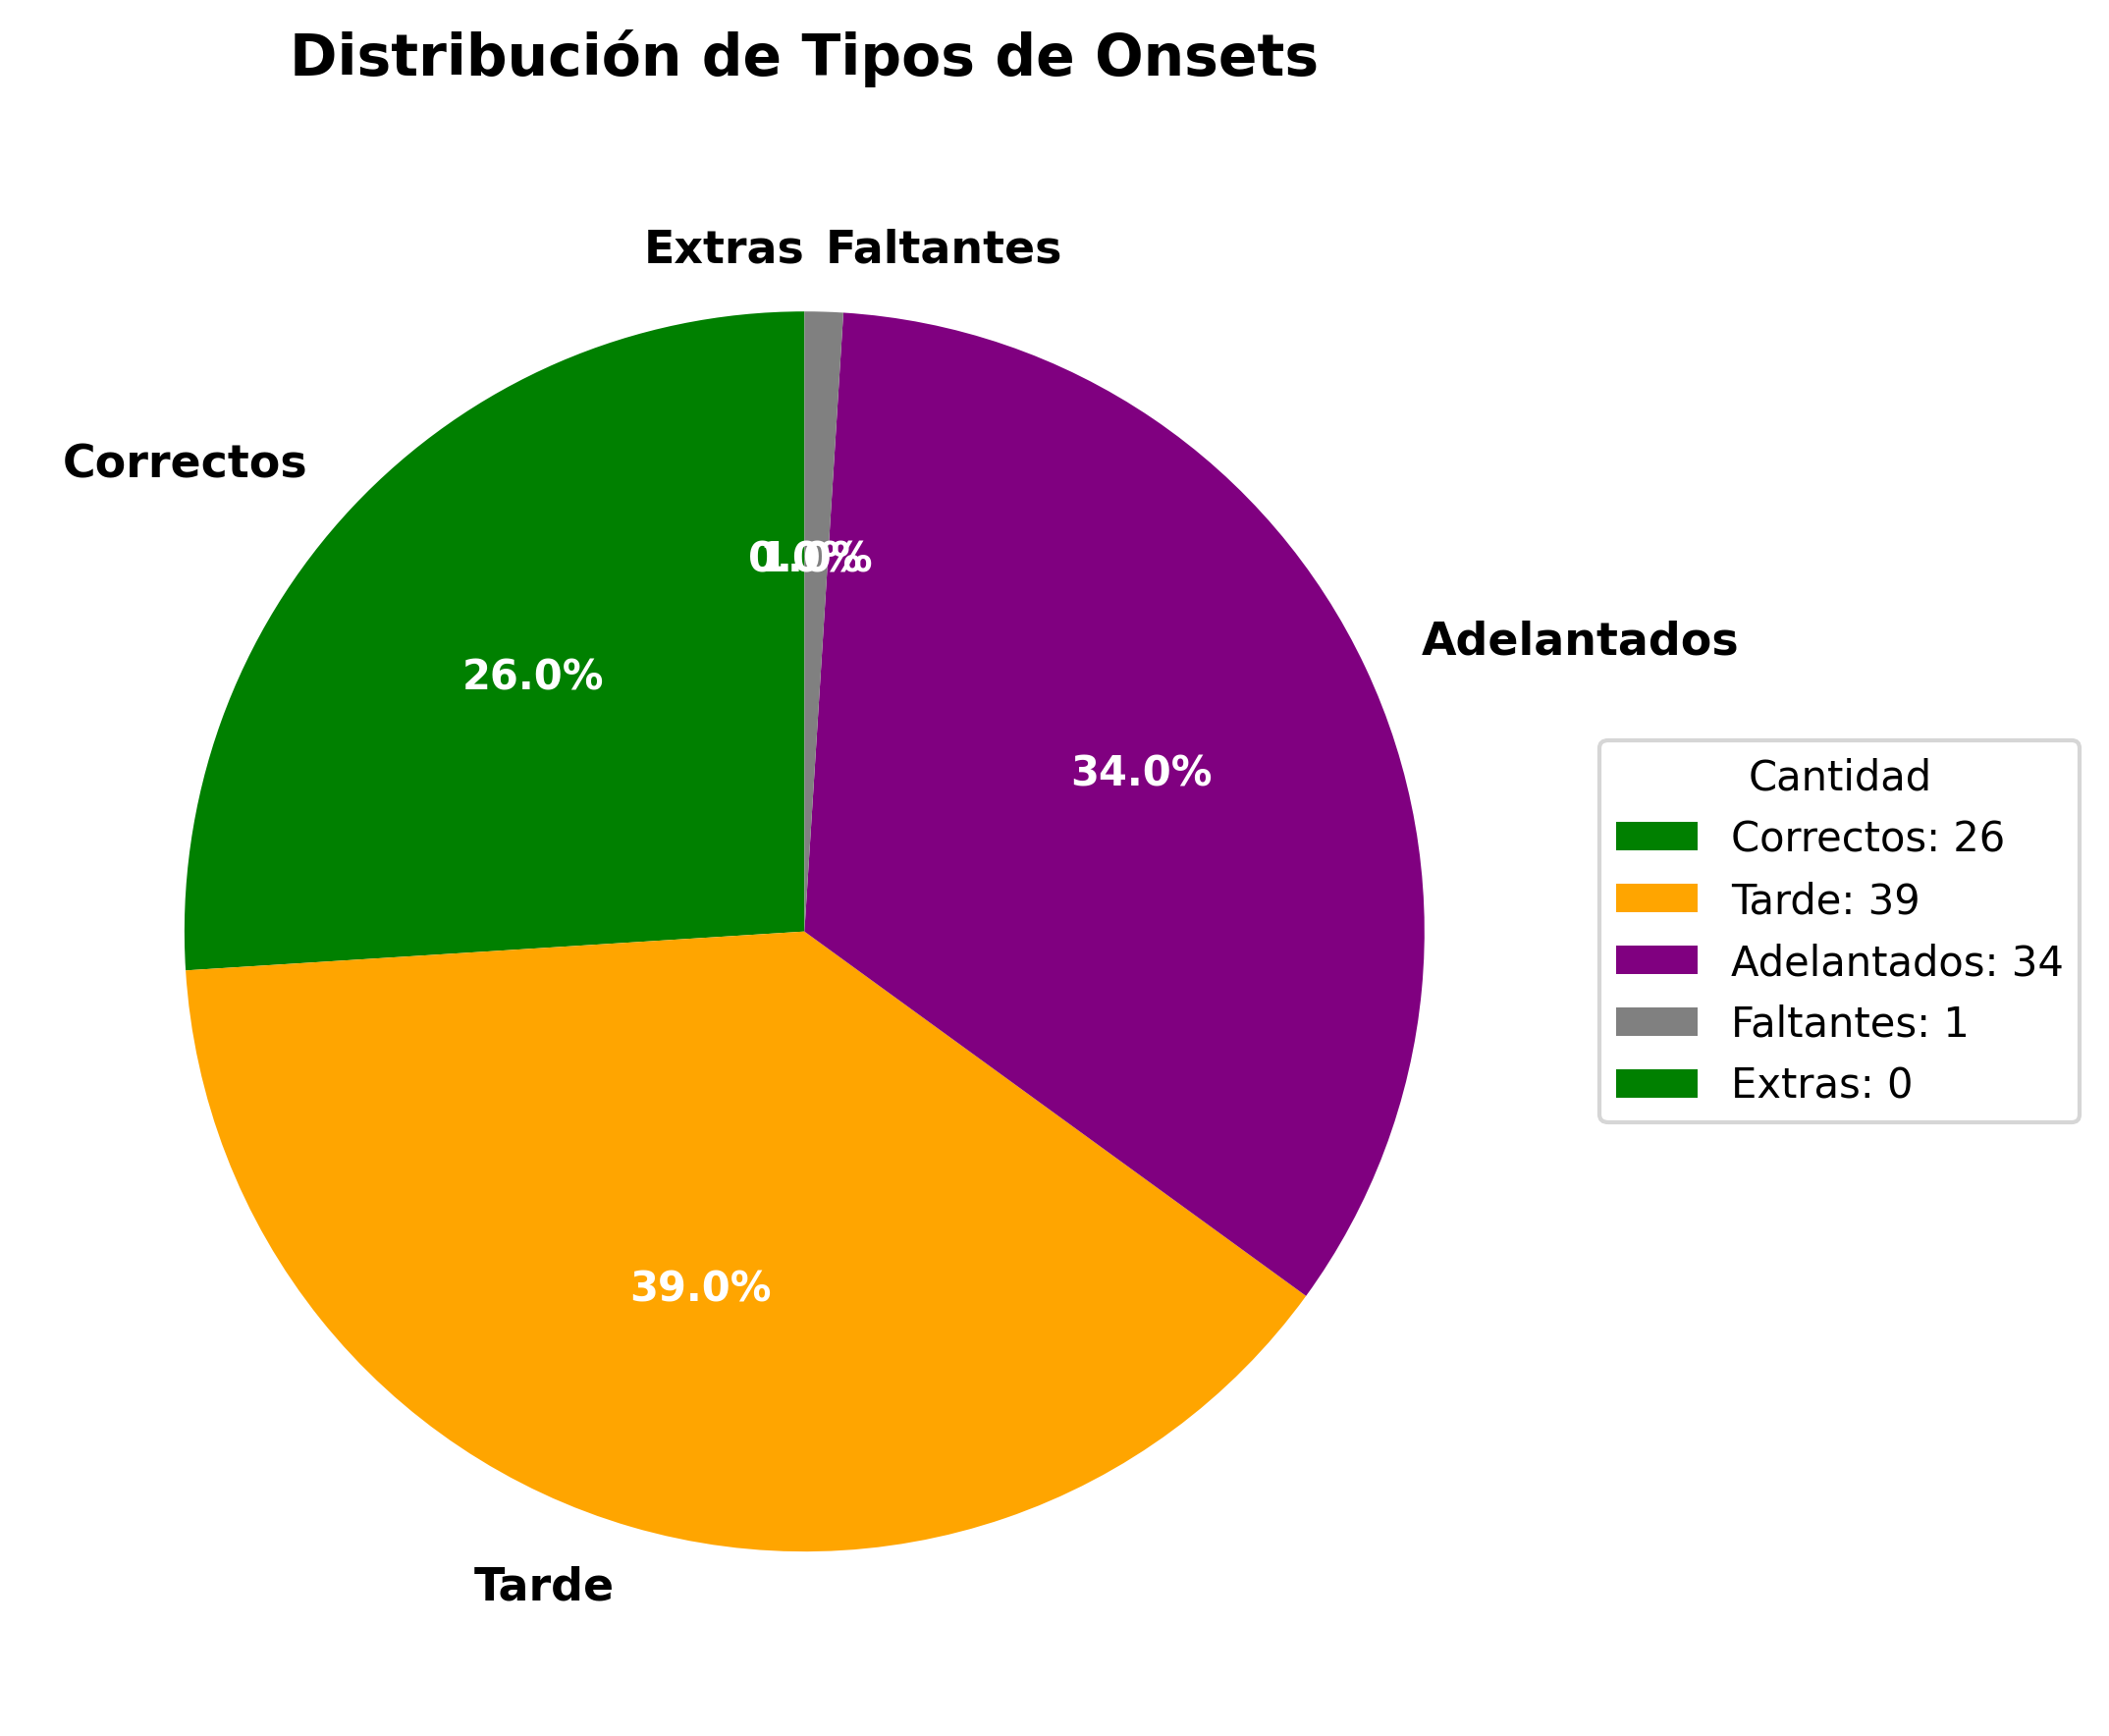 Distribución de Tipos de Onsets
Extras
Faltantes
Correctos
26.0%
Adelantados
34.0%
Cantidad
Correctos: 26
Tarde: 39
Adelantados: 34
Faltantes: 1
Extras: 0
39.0%
Tarde